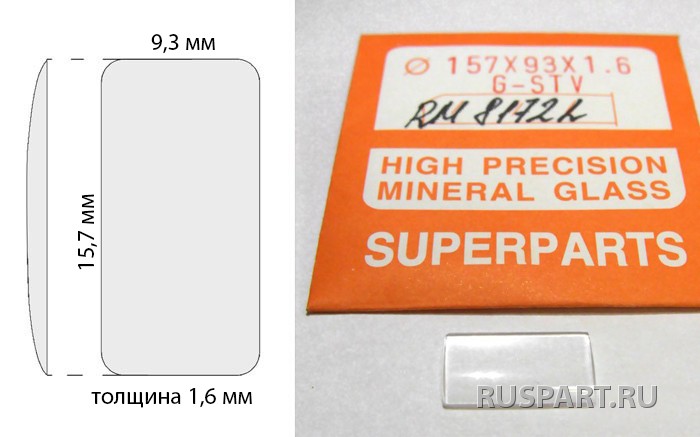 9,3 мм
15,7 мм
толщина 1,6 мм
Ø 157X93X1.6
G-STV
RM 8172L
HIGH PRECISION
MINERAL GLASS
SUPERPARTS
RUSPART.RU